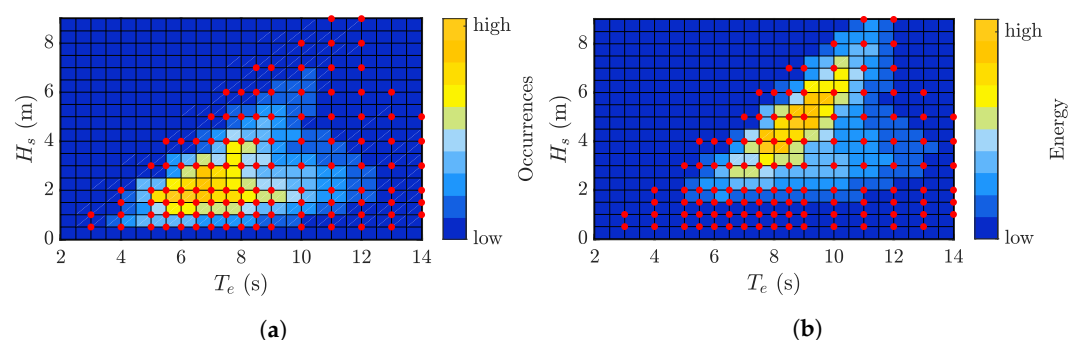 8
6
4
2
0
H_s (m)
2 4 6 8 10 12 14
T_e (s)
high
low
Occurrences
(a)
8
6
4
2
0
H_s (m)
2 4 6 8 10 12 14
T_e (s)
high
low
Energy
(b)